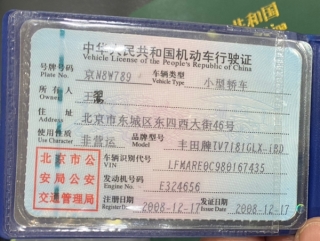 中华人民共和国机动车行驶证
Vehicle License of the People's Republic of China
号牌号码 京N8W789 车辆类型 小型轿车
Plate No. Vehicle Type
所有人 王
Owner
住址 北京市东城区东四西大街46号
Address
使用性质 非营运 品牌型号 丰田牌TV7181GLX-iBD
Use Character Model
北京市公安局公安交通管理局
车辆识别代号 LFMARE0C980167435
VIN
发动机号码 E324656
Engine No.
注册日期 2008-12-17 发证日期 2008-12-17
Register Date Issue Date